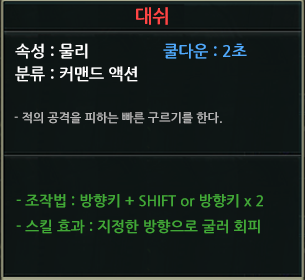 대쉬
속성 : 물리 쿨다운 : 2초
분류 : 커맨드 액션
- 적의 공격을 피하는 빠른 구르기를 한다.
- 조작법 : 방향키 + SHIFT or 방향키 x 2
- 스킬 효과 : 지정한 방향으로 굴러 회피